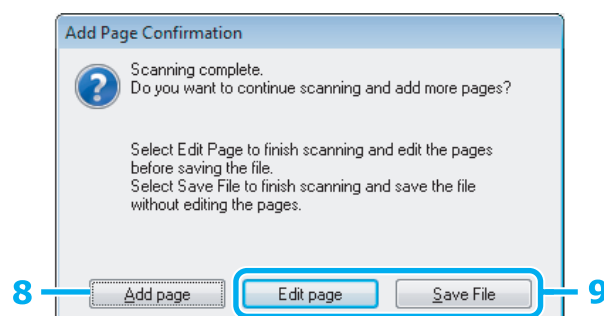 Add Page Confirmation
Scanning complete.
Do you want to continue scanning and add more pages?
Select Edit Page to finish scanning and edit the pages
before saving the file.
Select Save File to finish scanning and save the file
without editing the pages.
8 Add page Edit page Save File 9